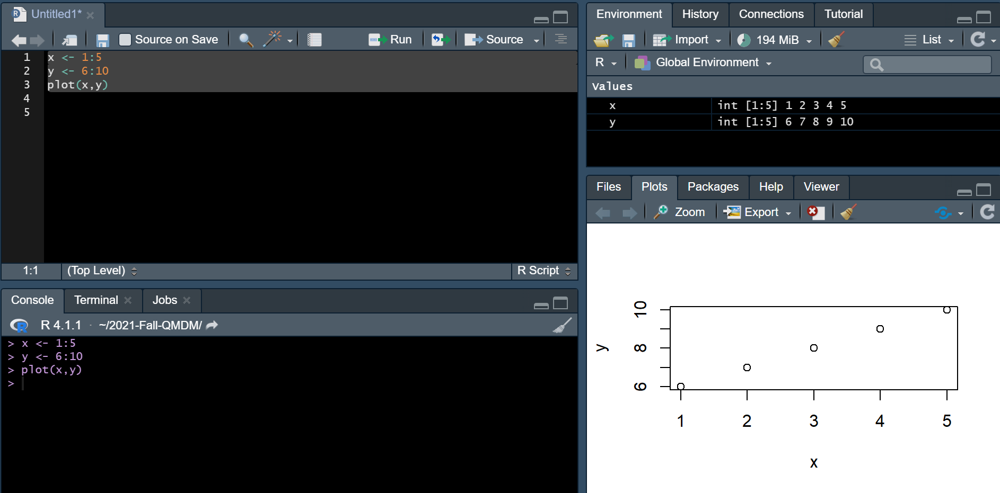 Untitled1*
Source on Save
Run
Source
1 x <- 1:5
2 y <- 6:10
3 plot(x,y)
4
5
1:1 (Top Level) R Script
Console Terminal Jobs
R 4.1.1 · ~/2021-Fall-QMDM/
> x <- 1:5
> y <- 6:10
> plot(x,y)
>
Environment History Connections Tutorial
Import 194 MiB List
R Global Environment
Values
x int [1:5] 1 2 3 4 5
y int [1:5] 6 7 8 9 10
Files Plots Packages Help Viewer
Zoom Export
10
8
6
y
1 2 3 4 5
x